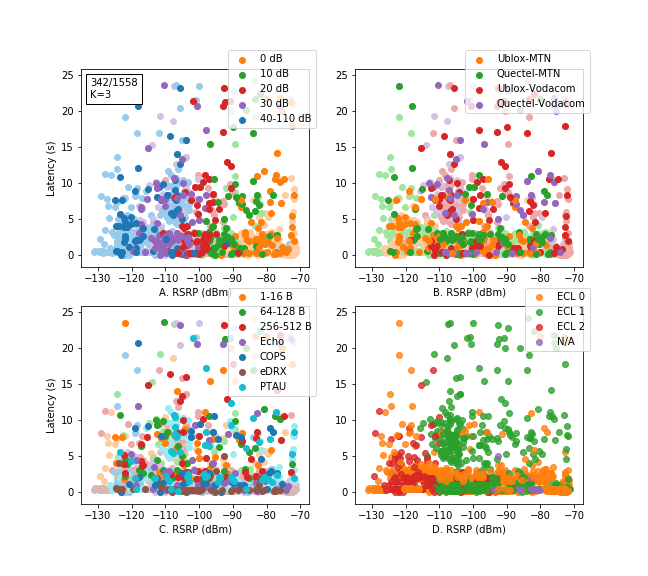 342/1558
K=3
0 dB
10 dB
20 dB
30 dB
40-110 dB
25
20
15
10
5
0
Latency (s)
−130
−120
−110
−100
−90
−80
−70
A. RSRP (dBm)
Ublox-MTN
Quectel-MTN
Ublox-Vodacom
Quectel-Vodacom
25
20
15
10
5
0
−130
−120
−110
−100
−90
−80
−70
B. RSRP (dBm)
1-16 B
64-128 B
256-512 B
Echo
COPS
eDRX
PTAU
25
20
15
10
5
0
Latency (s)
−130
−120
−110
−100
−90
−80
−70
C. RSRP (dBm)
ECL 0
ECL 1
ECL 2
N/A
25
20
15
10
5
0
−130
−120
−110
−100
−90
−80
−70
D. RSRP (dBm)